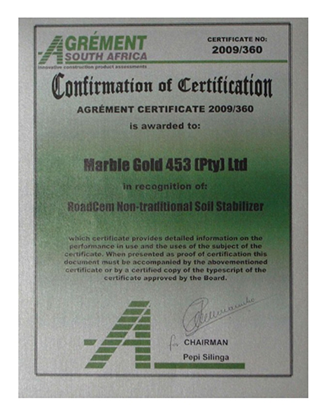 AGRÉMENT
SOUTH AFRICA
innovative construction product assessments
CERTIFICATE NO:
2009/360
Confirmation of Certification
AGRÉMENT CERTIFICATE 2009/360
is awarded to:
Marble Gold 453 (Pty) Ltd
in recognition of:
RoadCem Non-traditional Soil Stabilizer
which certificate provides detailed information on the
performance in use and the uses of the subject of the
certificate. When presented as proof of certification this
document must be accompanied by the abovementioned
certificate or by a certified copy of the typescript of the
certificate approved by the Board.
for CHAIRMAN
Pepi Silinga